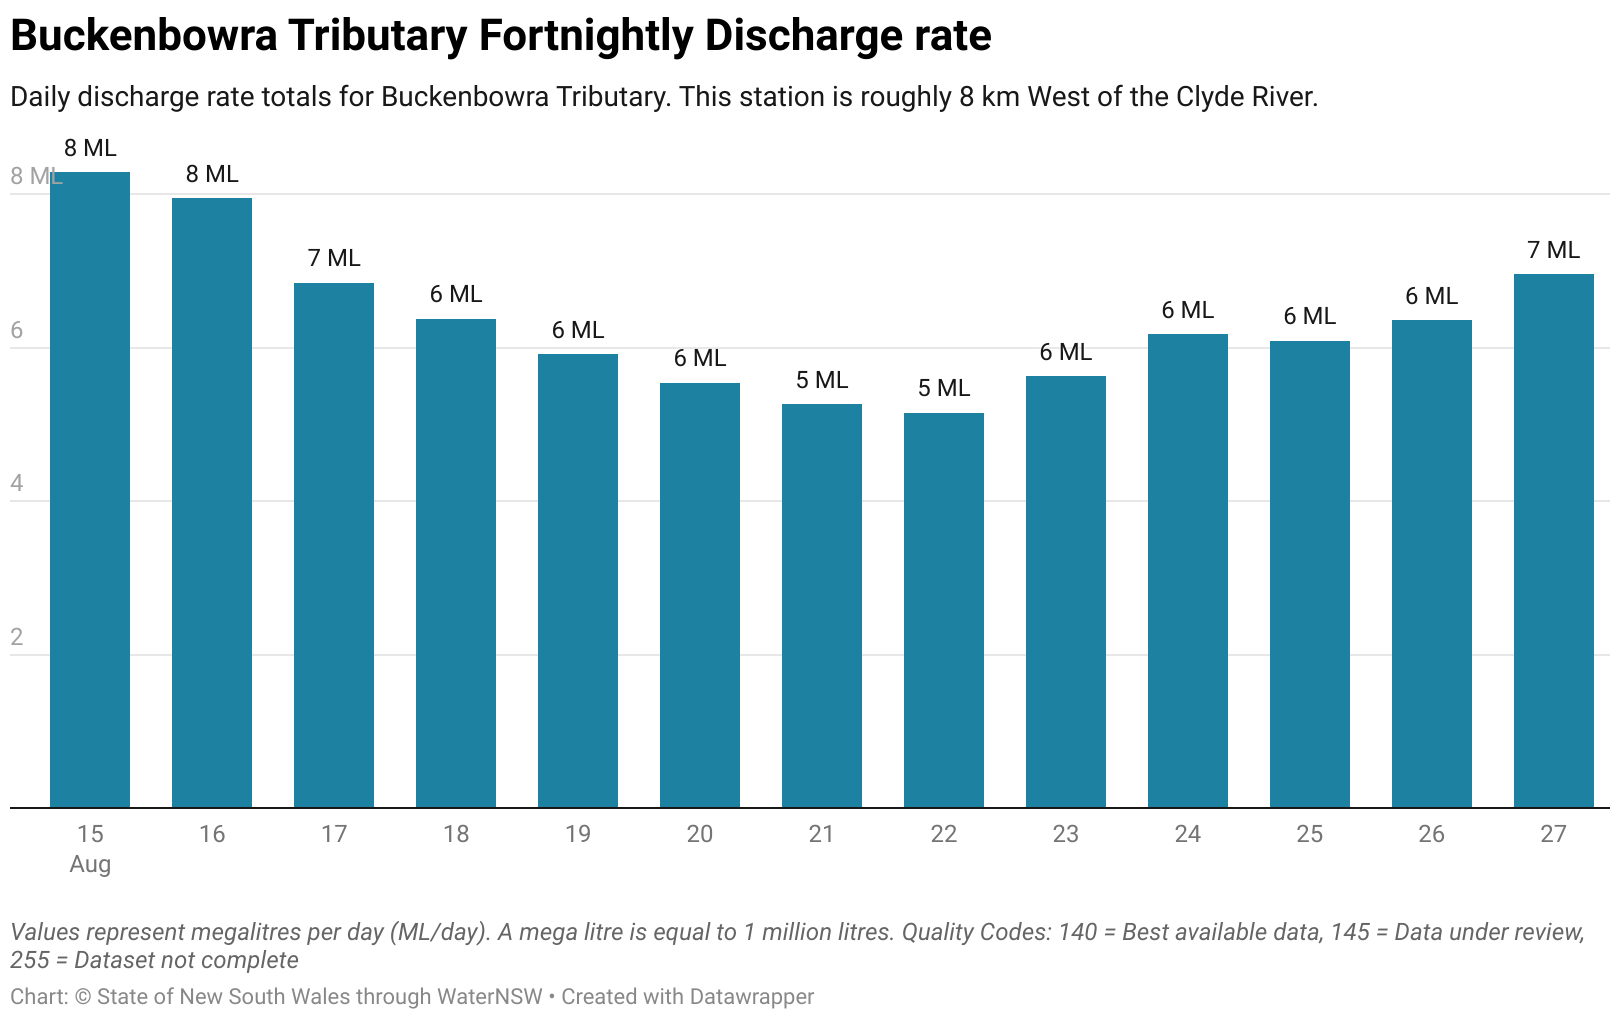 Buckenbowra Tributary Fortnightly Discharge rate
Daily discharge rate totals for Buckenbowra Tributary. This station is roughly 8 km West of the Clyde River.
8 ML
8 ML
8 ML
7 ML
6 ML
6 ML
6 ML
5 ML
5 ML
6 ML
6 ML
6 ML
6 ML
7 ML
6
4
2
15 16 17 18 19 20 21 22 23 24 25 26 27
Aug
Values represent megalitres per day (ML/day). A mega litre is equal to 1 million litres. Quality Codes: 140 = Best available data, 145 = Data under review,
255 = Dataset not complete
Chart: © State of New South Wales through WaterNSW • Created with Datawrapper